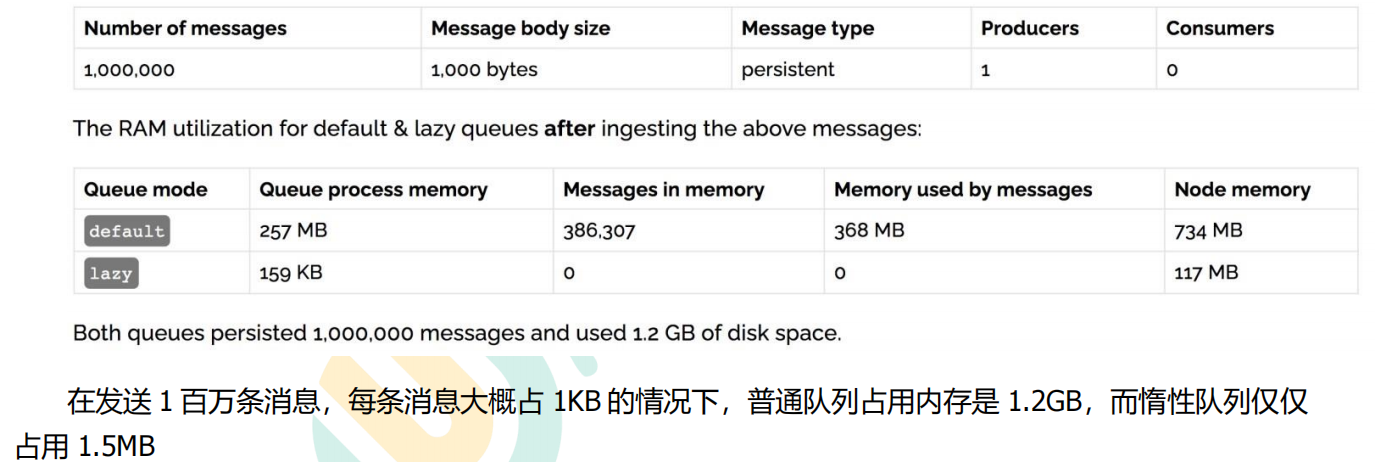 Number of messages Message body size Message type Producers Consumers
1,000,000 1,000 bytes persistent 1 0
The RAM utilization for default & lazy queues after ingesting the above messages:
Queue mode Queue process memory Messages in memory Memory used by messages Node memory
default 257 MB 386,307 368 MB 734 MB
lazy 159 KB 0 0 117 MB
Both queues persisted 1,000,000 messages and used 1.2 GB of disk space.
在发送 1 百万条消息，每条消息大概占 1KB 的情况下，普通队列占用内存是 1.2GB，而惰性队列仅仅
占用 1.5MB